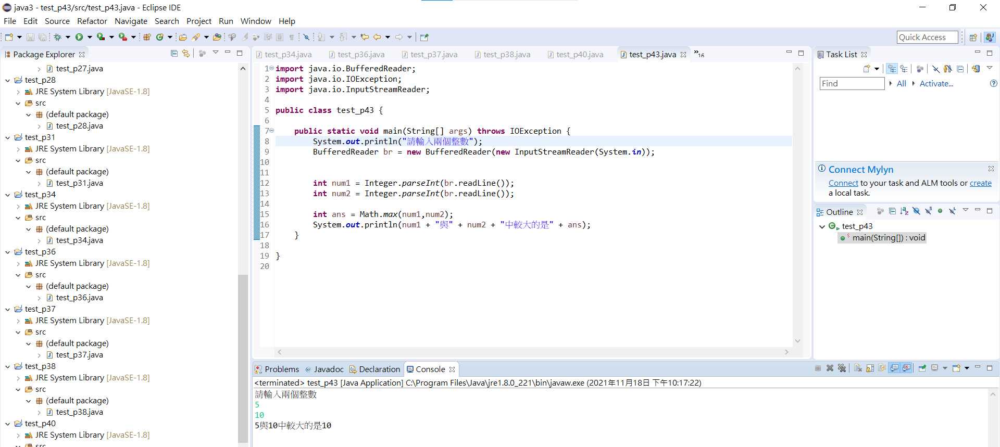 java3 - test_p43/src/test_p43.java - Eclipse IDE
File Edit Source Refactor Navigate Search Project Run Window Help
Quick Access
Package Explorer
test_p27.java
test_p28
JRE System Library [JavaSE-1.8]
src
(default package)
test_p28.java
test_p31
JRE System Library [JavaSE-1.8]
src
(default package)
test_p31.java
test_p34
JRE System Library [JavaSE-1.8]
src
(default package)
test_p34.java
test_p36
JRE System Library [JavaSE-1.8]
src
(default package)
test_p36.java
test_p37
JRE System Library [JavaSE-1.8]
src
(default package)
test_p37.java
test_p38
JRE System Library [JavaSE-1.8]
src
(default package)
test_p38.java
test_p40
JRE System Library [JavaSE-1.8]
src
test_p34.java test_p36.java test_p37.java test_p38.java test_p40.java test_p43.java »16
1 import java.io.BufferedReader;
2 import java.io.IOException;
3 import java.io.InputStreamReader;
4
5 public class test_p43 {
6
7 public static void main(String[] args) throws IOException {
8 System.out.println("請輸入兩個整數");
9 BufferedReader br = new BufferedReader(new InputStreamReader(System.in));
10
11
12 int num1 = Integer.parseInt(br.readLine());
13 int num2 = Integer.parseInt(br.readLine());
14
15 int ans = Math.max(num1,num2);
16 System.out.println(num1 + "與" + num2 + "中較大的是" + ans);
17 }
18
19 }
20
Problems @ Javadoc Declaration Console
<terminated> test_p43 [Java Application] C:\Program Files\Java\jre1.8.0_221\bin\javaw.exe (2021年11月18日 下午10:17:22)
請輸入兩個整數
5
10
5與10中較大的是10
Task List
Find All Activate...
Connect Mylyn
Connect to your task and ALM tools or create
a local task.
Outline
test_p43
main(String[]) : void